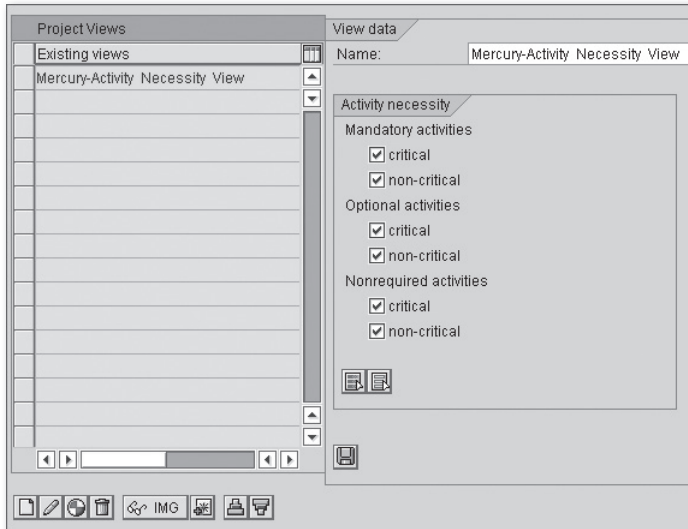 Project Views
Existing views
Mercury-Activity Necessity View
View data
Name: Mercury-Activity Necessity View
Activity necessity
Mandatory activities
critical
non-critical
Optional activities
critical
non-critical
Nonrequired activities
critical
non-critical
IMG